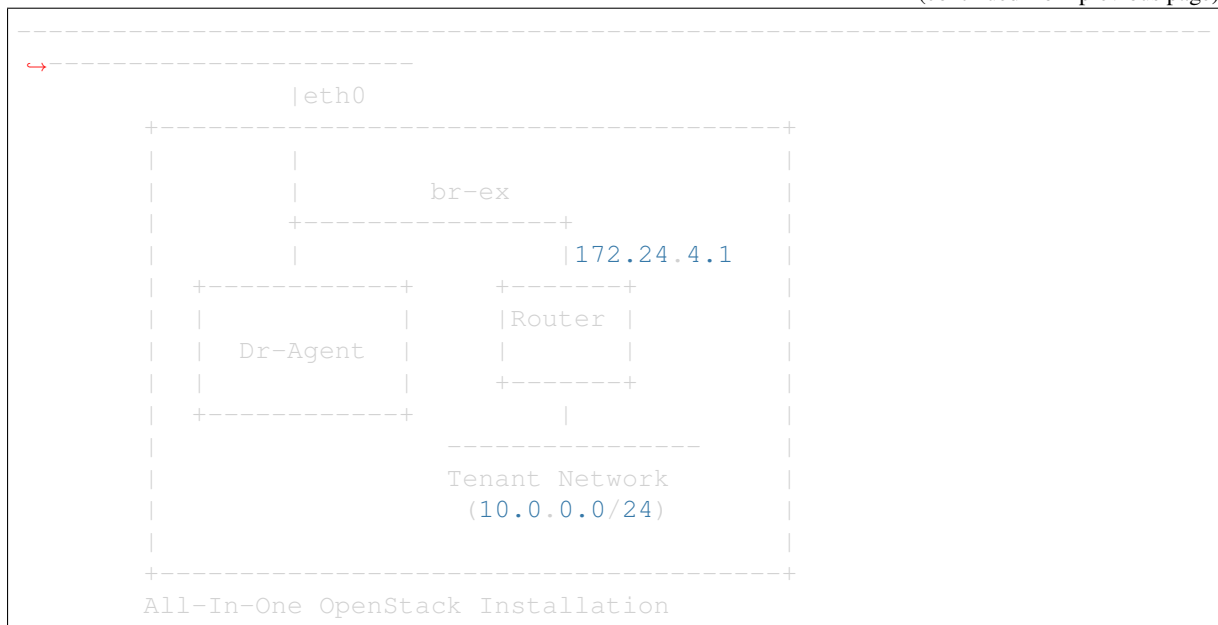 (continued from previous page)
---------------------------------------------------------------------------
↪-----------------------
|eth0
+---------------------------------------+
| | |
| | br-ex |
| +----------------+ |
| | |172.24.4.1 |
| +-------------+ +-------+ |
| | | |Router | |
| | Dr-Agent | | | |
| | | +-------+ |
| +-------------+ | |
| ---------------- |
| Tenant Network |
| (10.0.0.0/24) |
| |
+---------------------------------------+
All-In-One OpenStack Installation